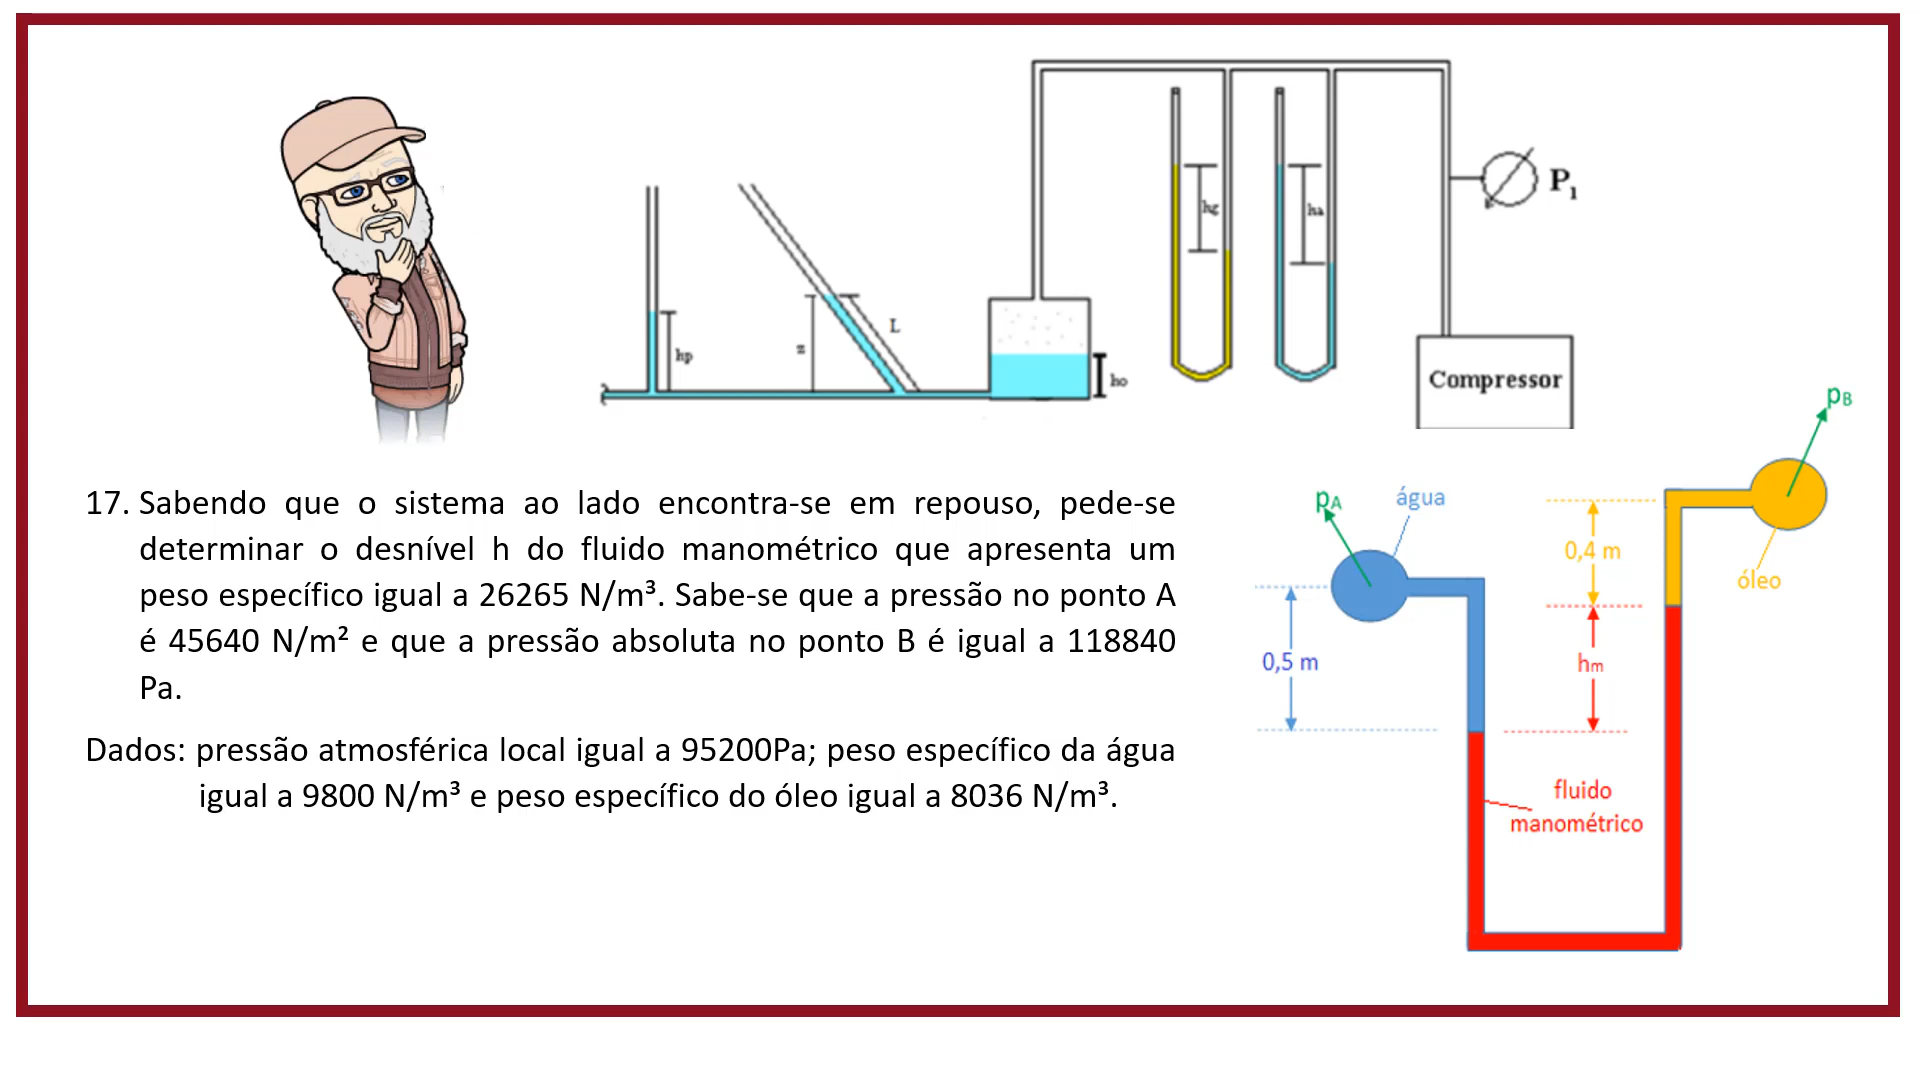 P₁
hg
ha
L
z
hp
ho
Compressor
17. Sabendo que o sistema ao lado encontra-se em repouso, pede-se
determinar o desnível h do fluido manométrico que apresenta um
peso específico igual a 26265 N/m³. Sabe-se que a pressão no ponto A
é 45640 N/m² e que a pressão absoluta no ponto B é igual a 118840
Pa.
Dados: pressão atmosférica local igual a 95200Pa; peso específico da água
igual a 9800 N/m³ e peso específico do óleo igual a 8036 N/m³.
pB
pA
água
0,4 m
óleo
0,5 m
hm
fluido
manométrico